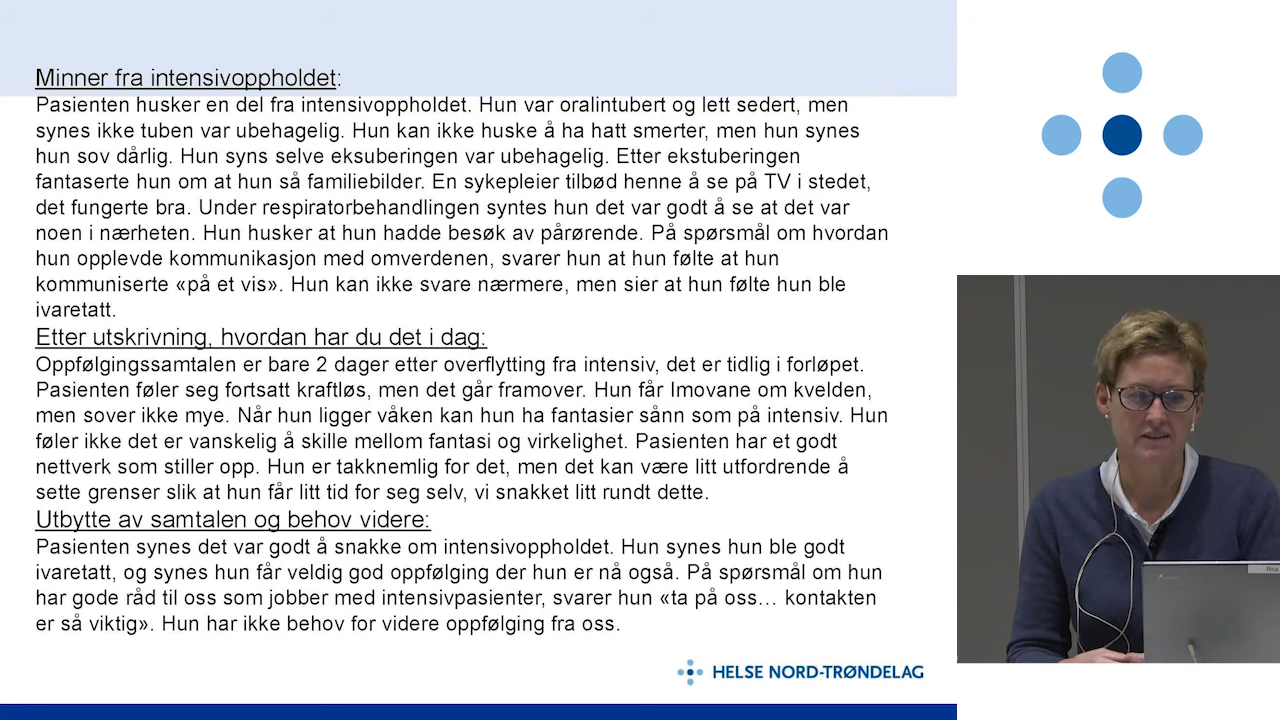 Minner fra intensivoppholdet:
Pasienten husker en del fra intensivoppholdet. Hun var oralintubert og lett sedert, men
synes ikke tuben var ubehagelig. Hun kan ikke huske å ha hatt smerter, men hun synes
hun sov dårlig. Hun syns selve eksuberingen var ubehagelig. Etter ekstuberingen
fantaserte hun om at hun så familiebilder. En sykepleier tilbød henne å se på TV i stedet,
det fungerte bra. Under respiratorbehandlingen syntes hun det var godt å se at det var
noen i nærheten. Hun husker at hun hadde besøk av pårørende. På spørsmål om hvordan
hun opplevde kommunikasjon med omverdenen, svarer hun at hun følte at hun
kommuniserte «på et vis». Hun kan ikke svare nærmere, men sier at hun følte hun ble
ivaretatt.
Etter utskrivning, hvordan har du det i dag:
Oppfølgingssamtalen er bare 2 dager etter overflytting fra intensiv, det er tidlig i forløpet.
Pasienten føler seg fortsatt kraftløs, men det går framover. Hun får Imovane om kvelden,
men sover ikke mye. Når hun ligger våken kan hun ha fantasier sånn som på intensiv. Hun
føler ikke det er vanskelig å skille mellom fantasi og virkelighet. Pasienten har et godt
nettverk som stiller opp. Hun er takknemlig for det, men det kan være litt utfordrende å
sette grenser slik at hun får litt tid for seg selv, vi snakket litt rundt dette.
Utbytte av samtalen og behov videre:
Pasienten synes det var godt å snakke om intensivoppholdet. Hun synes hun ble godt
ivaretatt, og synes hun får veldig god oppfølging der hun er nå også. På spørsmål om hun
har gode råd til oss som jobber med intensivpasienter, svarer hun «ta på oss… kontakten
er så viktig». Hun har ikke behov for videre oppfølging fra oss.
HELSE NORD-TRØNDELAG